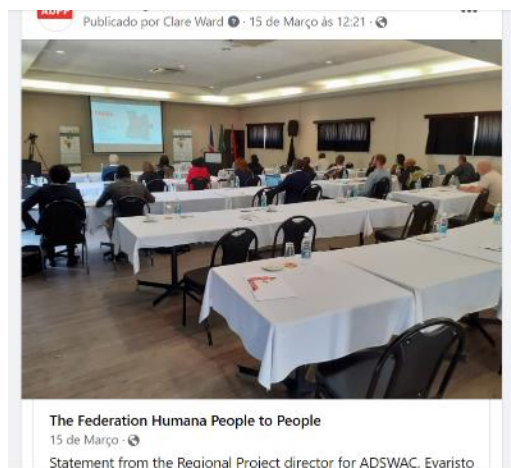 ADPP
Publicado por Clare Ward · 15 de Março às 12:21 ·
The Federation Humana People to People
15 de Março ·
Statement from the Regional Project director for ADSWAC, Evaristo